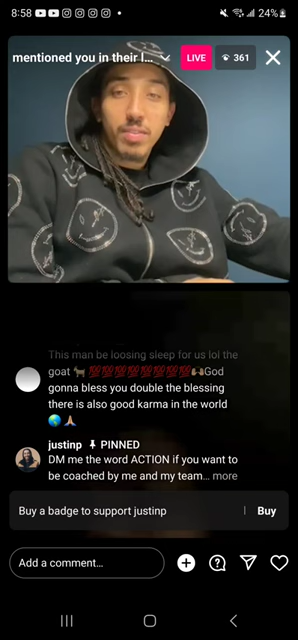 8:58
24%
mentioned you in their l...
LIVE
361
This man be loosing sleep for us lol the
goat 🐐 💯💯💯💯💯💯💯💯🙌🏽God
gonna bless you double the blessing
there is also good karma in the world
🌎🙏🏽
justinp PINNED
DM me the word ACTION if you want to
be coached by me and my team... more
Buy a badge to support justinp
Buy
Add a comment...